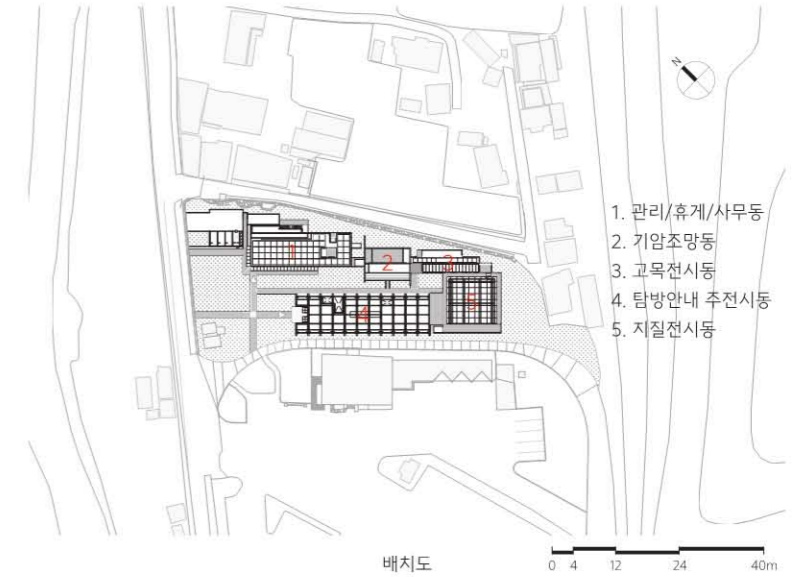 N
1. 관리/휴게/사무동
2. 기암조망동
3. 교목전시동
4. 탐방안내 주전시동
5. 지질전시동
1
2
3
4
5
배치도
0 4 12 24 40m